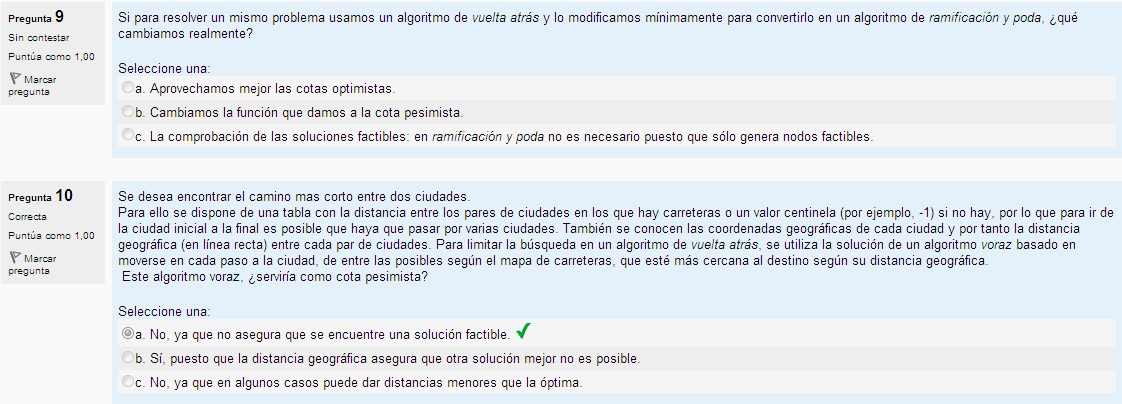 Pregunta 9
Sin contestar
Puntúa como 1,00
Marcar
pregunta
Si para resolver un mismo problema usamos un algoritmo de vuelta atrás y lo modificamos mínimamente para convertirlo en un algoritmo de ramificación y poda, ¿qué
cambiamos realmente?
Seleccione una:
a. Aprovechamos mejor las cotas optimistas.
b. Cambiamos la función que damos a la cota pesimista.
c. La comprobación de las soluciones factibles: en ramificación y poda no es necesario puesto que sólo genera nodos factibles.
Pregunta 10
Correcta
Puntúa como 1,00
Marcar
pregunta
Se desea encontrar el camino mas corto entre dos ciudades.
Para ello se dispone de una tabla con la distancia entre los pares de ciudades en los que hay carreteras o un valor centinela (por ejemplo, -1) si no hay, por lo que para ir de
la ciudad inicial a la final es posible que haya que pasar por varias ciudades. También se conocen las coordenadas geográficas de cada ciudad y por tanto la distancia
geográfica (en línea recta) entre cada par de ciudades. Para limitar la búsqueda en un algoritmo de vuelta atrás, se utiliza la solución de un algoritmo voraz basado en
moverse en cada paso a la ciudad, de entre las posibles según el mapa de carreteras, que esté más cercana al destino según su distancia geográfica.
Este algoritmo voraz, ¿serviría como cota pesimista?
Seleccione una:
a. No, ya que no asegura que se encuentre una solución factible.
b. Sí, puesto que la distancia geográfica asegura que otra solución mejor no es posible.
c. No, ya que en algunos casos puede dar distancias menores que la óptima.